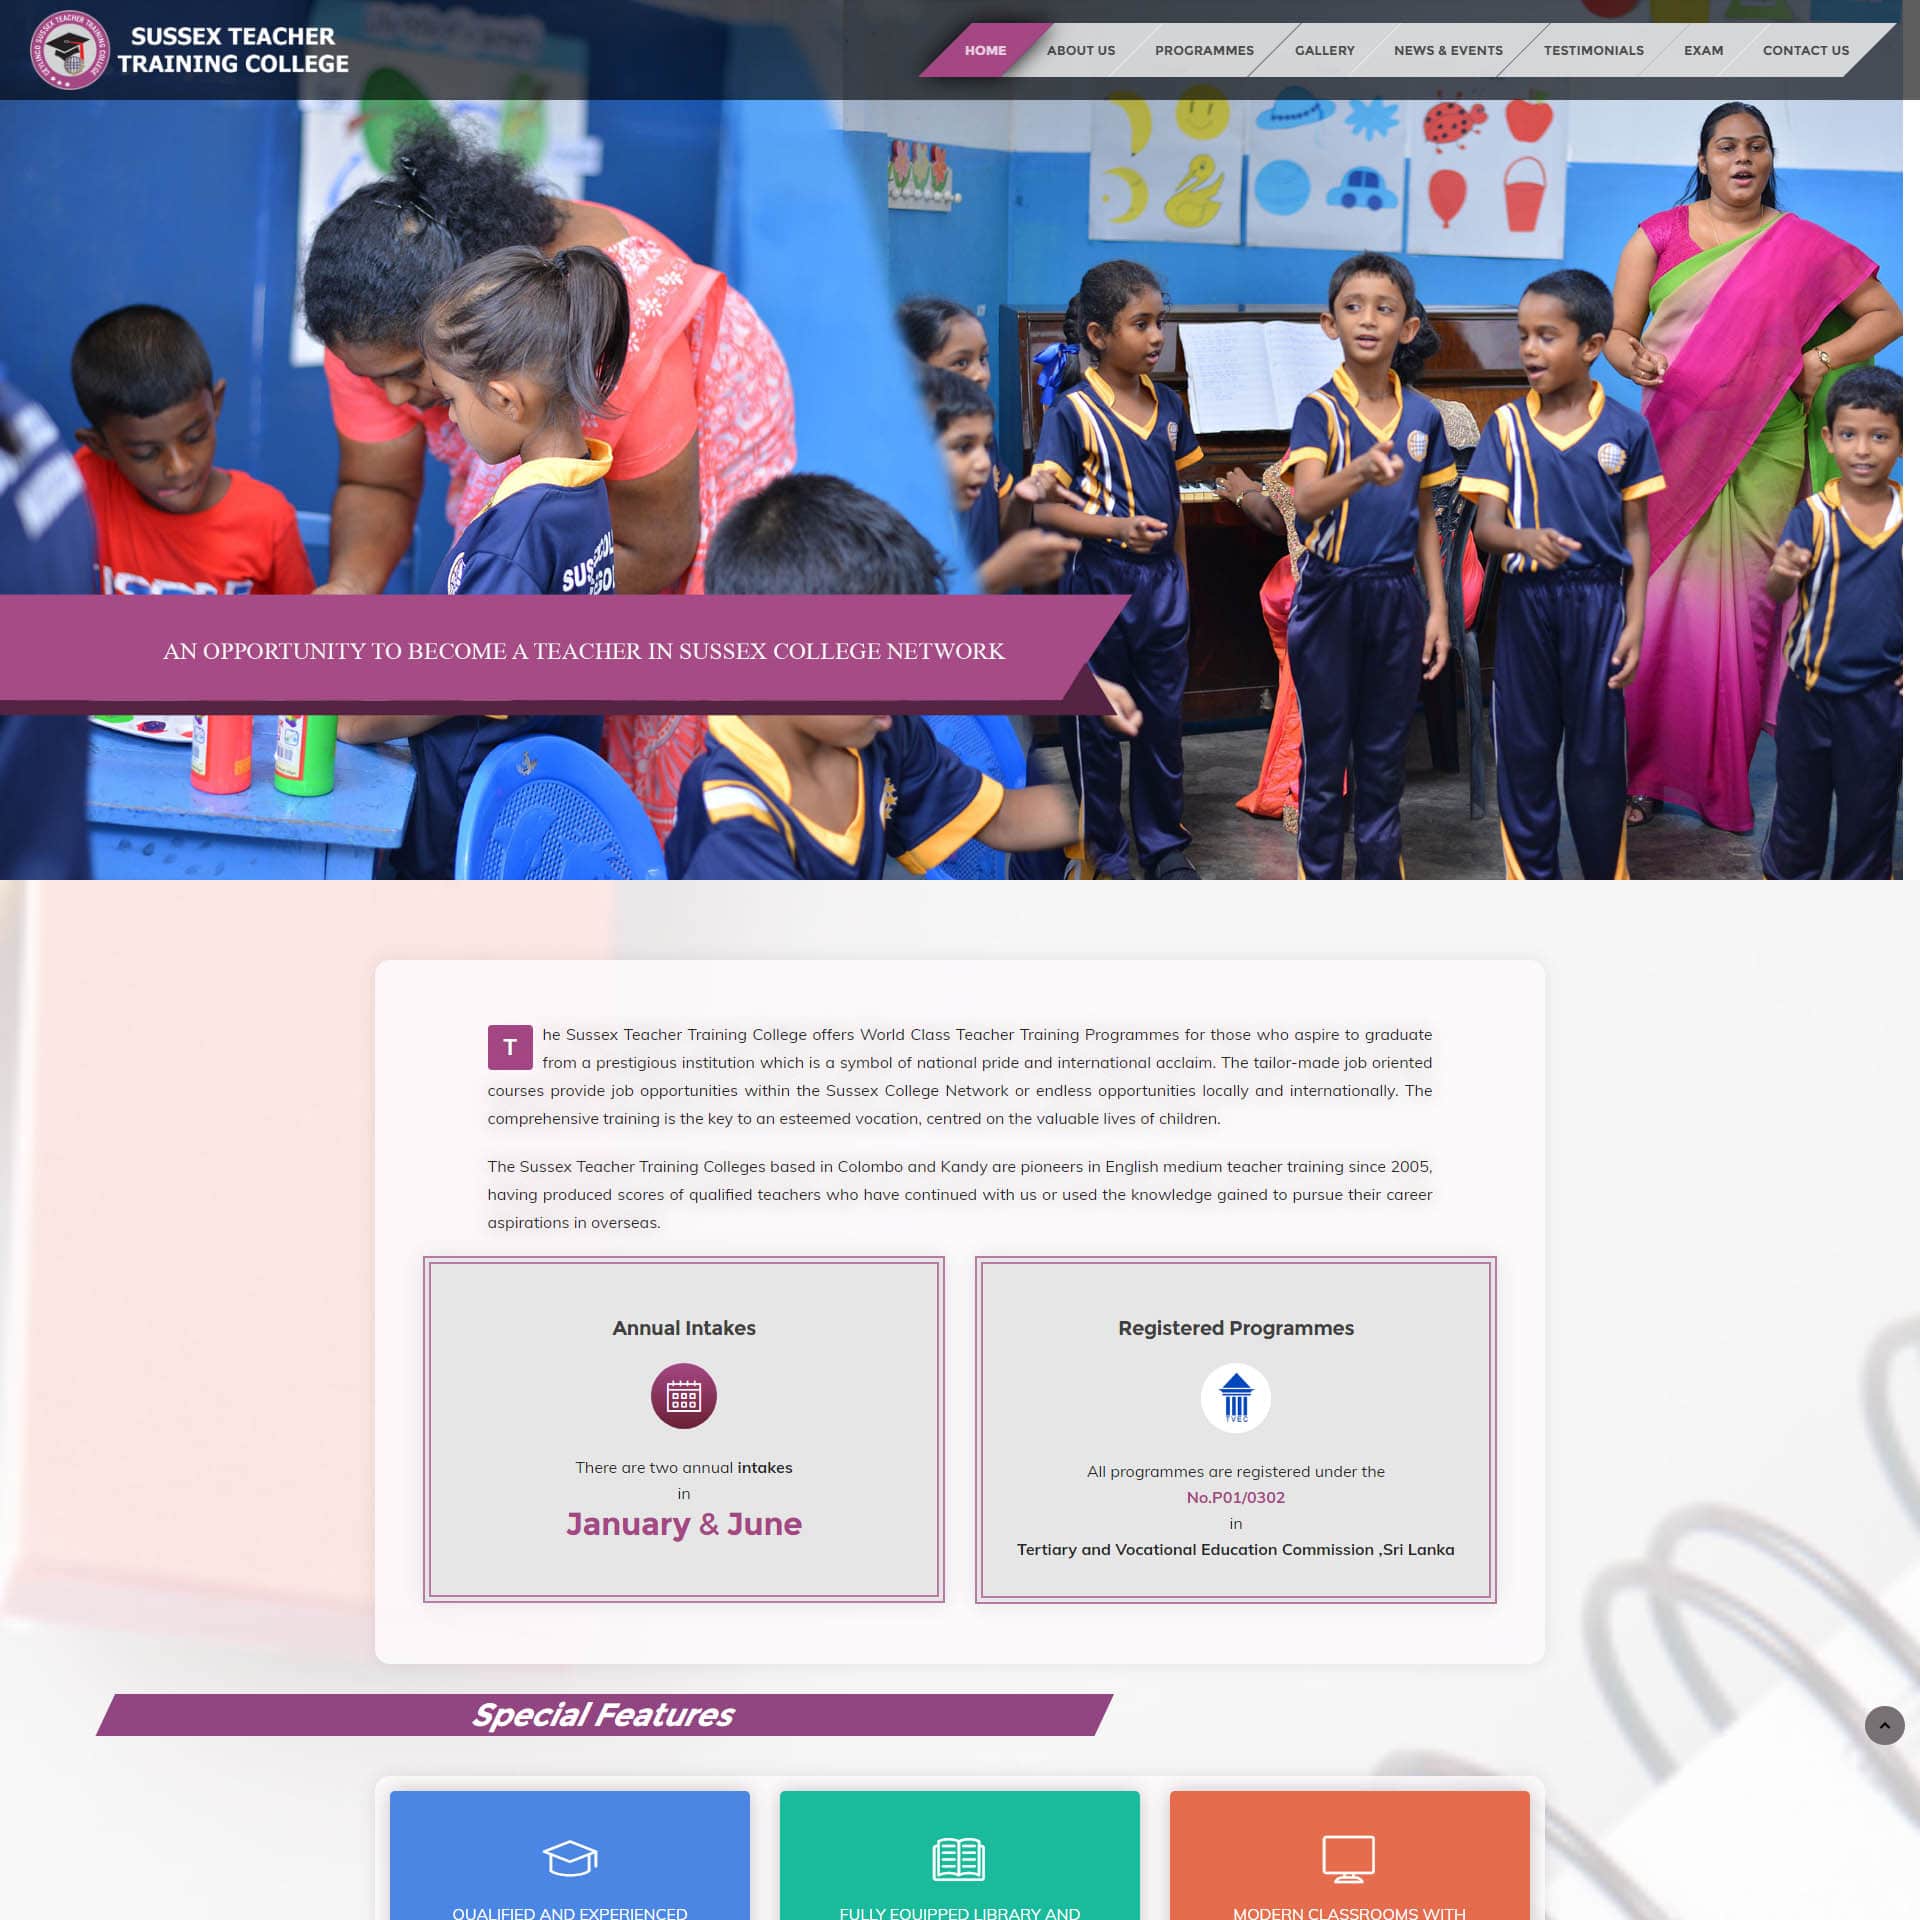 SUSSEX TEACHER
TRAINING COLLEGE
HOME
ABOUT US
PROGRAMMES
GALLERY
NEWS & EVENTS
TESTIMONIALS
EXAM
CONTACT US
AN OPPORTUNITY TO BECOME A TEACHER IN SUSSEX COLLEGE NETWORK
The Sussex Teacher Training College offers World Class Teacher Training Programmes for those who aspire to graduate
from a prestigious institution which is a symbol of national pride and international acclaim. The tailor-made job oriented
courses provide job opportunities within the Sussex College Network or endless opportunities locally and internationally. The
comprehensive training is the key to an esteemed vocation, centred on the valuable lives of children.
The Sussex Teacher Training Colleges based in Colombo and Kandy are pioneers in English medium teacher training since 2005,
having produced scores of qualified teachers who have continued with us or used the knowledge gained to pursue their career
aspirations in overseas.
Annual Intakes
There are two annual intakes
in
January & June
Registered Programmes
TVEC
All programmes are registered under the
No.P01/0302
in
Tertiary and Vocational Education Commission ,Sri Lanka
Special Features
QUALIFIED AND EXPERIENCED
FULLY EQUIPPED LIBRARY AND
MODERN CLASSROOMS WITH